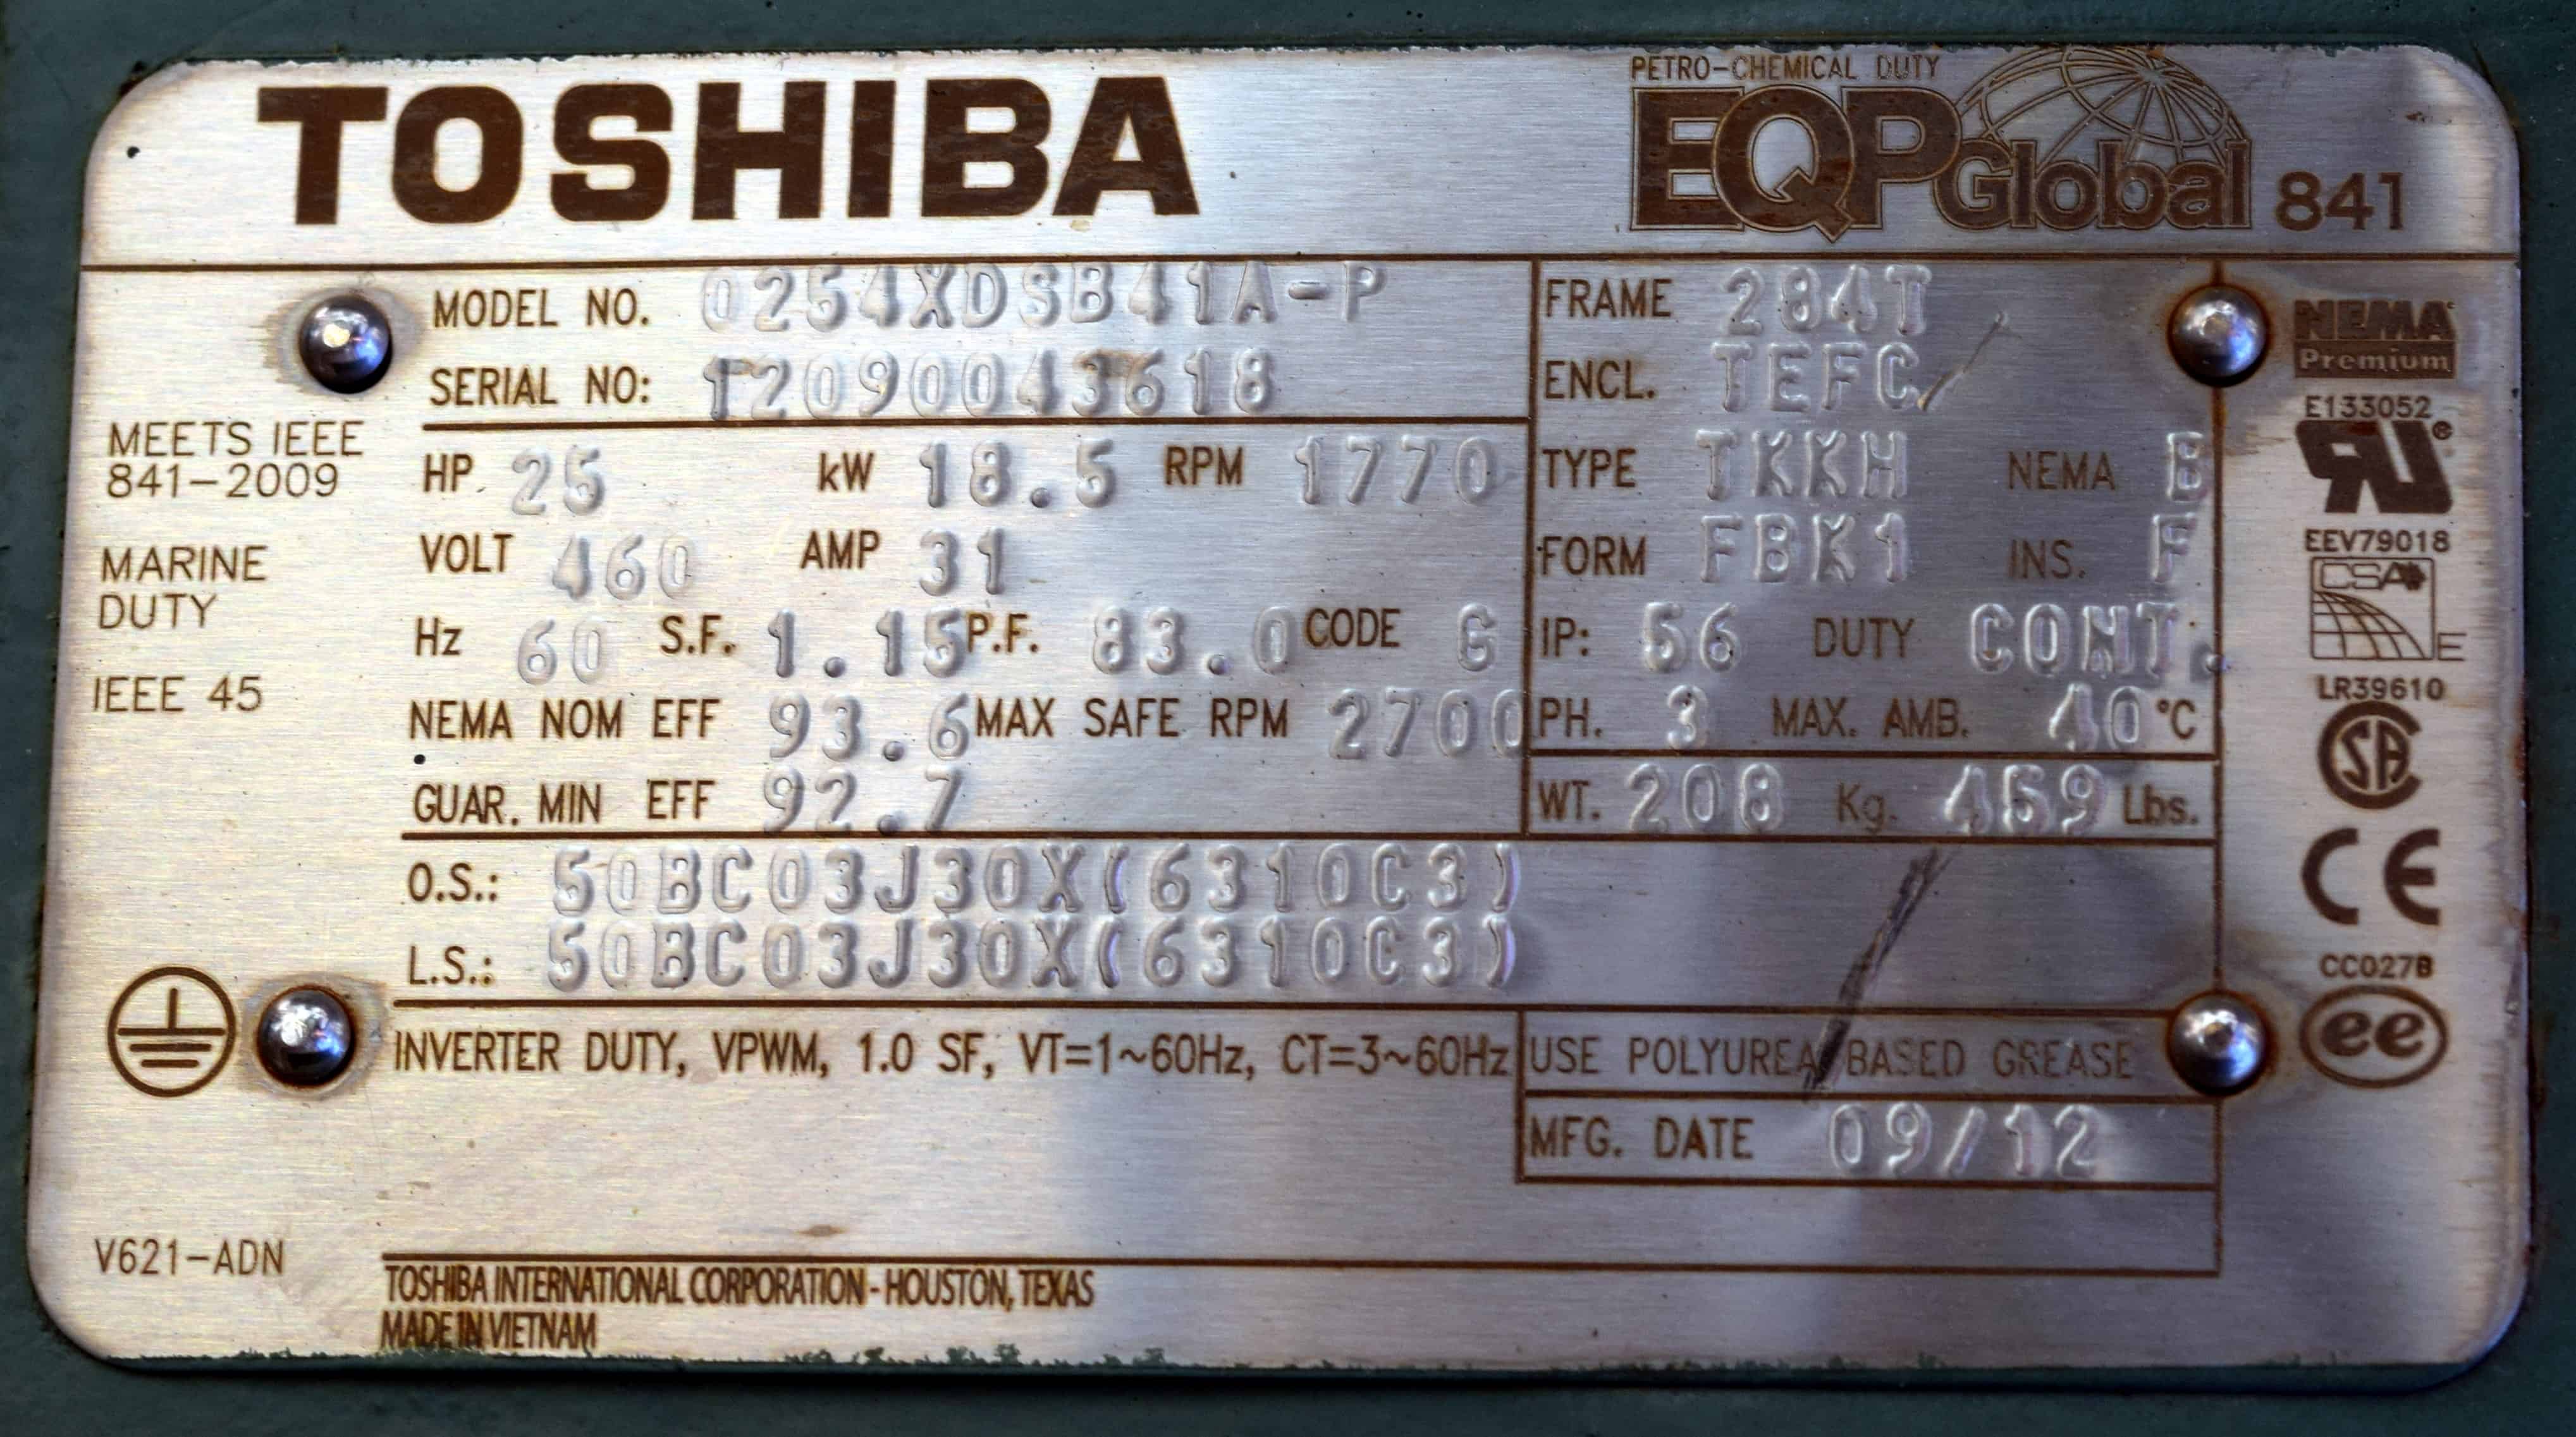 TOSHIBA
PETRO-CHEMICAL DUTY
EQP Global 841
MODEL NO. 0254XDSB41A-P
SERIAL NO: 12090043618
FRAME 284T
ENCL. TEFC
NEMA
Premium
E133052
MEETS IEEE
841-2009
HP 25 kW 18.5 RPM 1770
TYPE TKKH NEMA B
RU®
EEV79018
MARINE
DUTY
VOLT 460 AMP 31
FORM FBK1 INS. F
CSA
E
Hz 60 S.F. 1.15 P.F. 83.0 CODE G
IP: 56 DUTY CONT.
LR39610
IEEE 45
NEMA NOM EFF 93.6 MAX SAFE RPM 2700
PH. 3 MAX. AMB. 40°C
SA
GUAR. MIN EFF 92.7
WT. 208 Kg. 459 Lbs.
O.S.: 50BC03J30X(6310C3)
CE
L.S.: 50BC03J30X(6310C3)
CC027B
ee
INVERTER DUTY, VPWM, 1.0 SF, VT=1~60Hz, CT=3~60Hz
USE POLYUREA BASED GREASE
MFG. DATE 09/12
V621-ADN
TOSHIBA INTERNATIONAL CORPORATION - HOUSTON, TEXAS
MADE IN VIETNAM